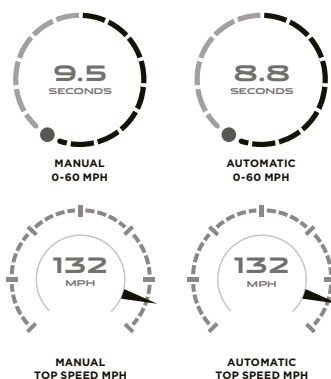 9.5
SECONDS
MANUAL
0-60 MPH
8.8
SECONDS
AUTOMATIC
0-60 MPH
132
MPH
MANUAL
TOP SPEED MPH
132
MPH
AUTOMATIC
TOP SPEED MPH